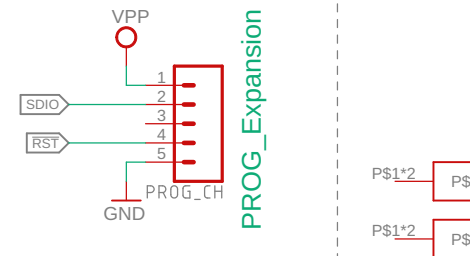 VPP
1
SDIO
2
3
RST
4
5
PROG_CH
GND
PROG_Expansion
P$1*2
P$
P$1*2
P$